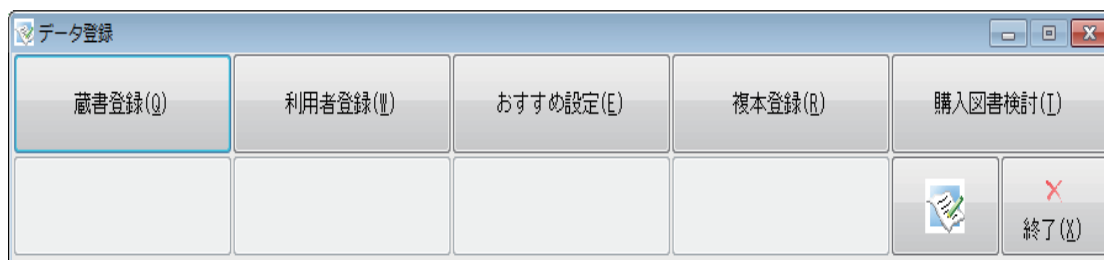 データ登録
蔵書登録(Q)
利用者登録(W)
おすすめ設定(E)
複本登録(R)
購入図書検討(T)
終了(X)